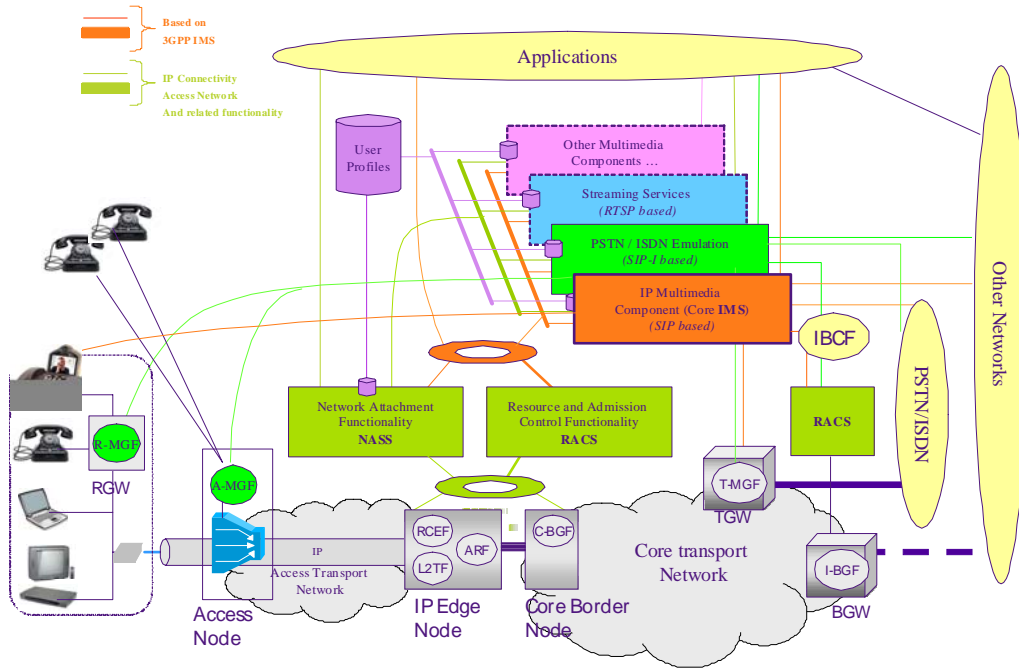 Based on
3GPP IMS
IP Connectivity
Access Network
And related functionality
Applications
User
Profiles
Other Multimedia
Components ...
Streaming Services
(RTSP based)
PSTN / ISDN Emulation
(SIP-I based)
IP Multimedia
Component (Core IMS)
(SIP based)
IBCF
Other Networks
PSTN/ISDN
Network Attachment
Functionality
NASS
Resource and Admission
Control Functionality
RACS
RACS
R-MGF
RGW
A-MGF
T-MGF
TGW
RCEF
ARF
L2TF
C-BGF
IP
Access Transport
Network
Core transport
Network
I-BGF
BGW
Access
Node
IP Edge
Node
Core Border
Node